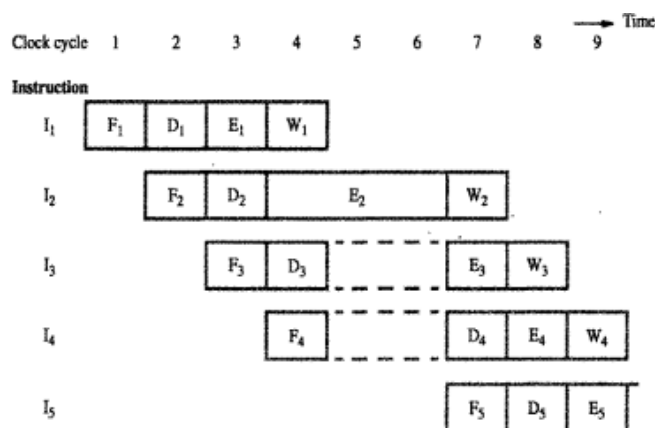 Time
Clock cycle 1 2 3 4 5 6 7 8 9
Instruction
I₁ F₁ D₁ E₁ W₁
I₂ F₂ D₂ E₂ W₂
I₃ F₃ D₃ E₃ W₃
I₄ F₄ D₄ E₄ W₄
I₅ F₅ D₅ E₅